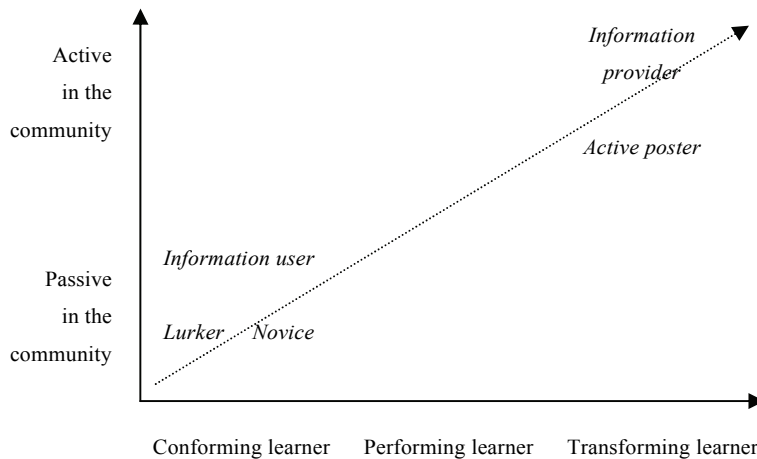 Active
in the
community
Information
provider
Active poster
Information user
Passive
in the
community
Lurker Novice
Conforming learner Performing learner Transforming learner